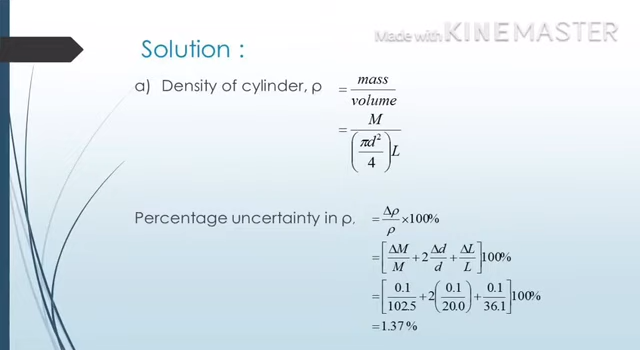 Made with KINEMASTER
Solution :
a) Density of cylinder, ρ = mass / volume
= M / (πd² / 4) L
Percentage uncertainty in ρ, = Δρ / ρ ×100%
= [ΔM / M + 2 Δd / d + ΔL / L] 100%
= [0.1 / 102.5 + 2(0.1 / 20.0) + 0.1 / 36.1] 100%
= 1.37 %